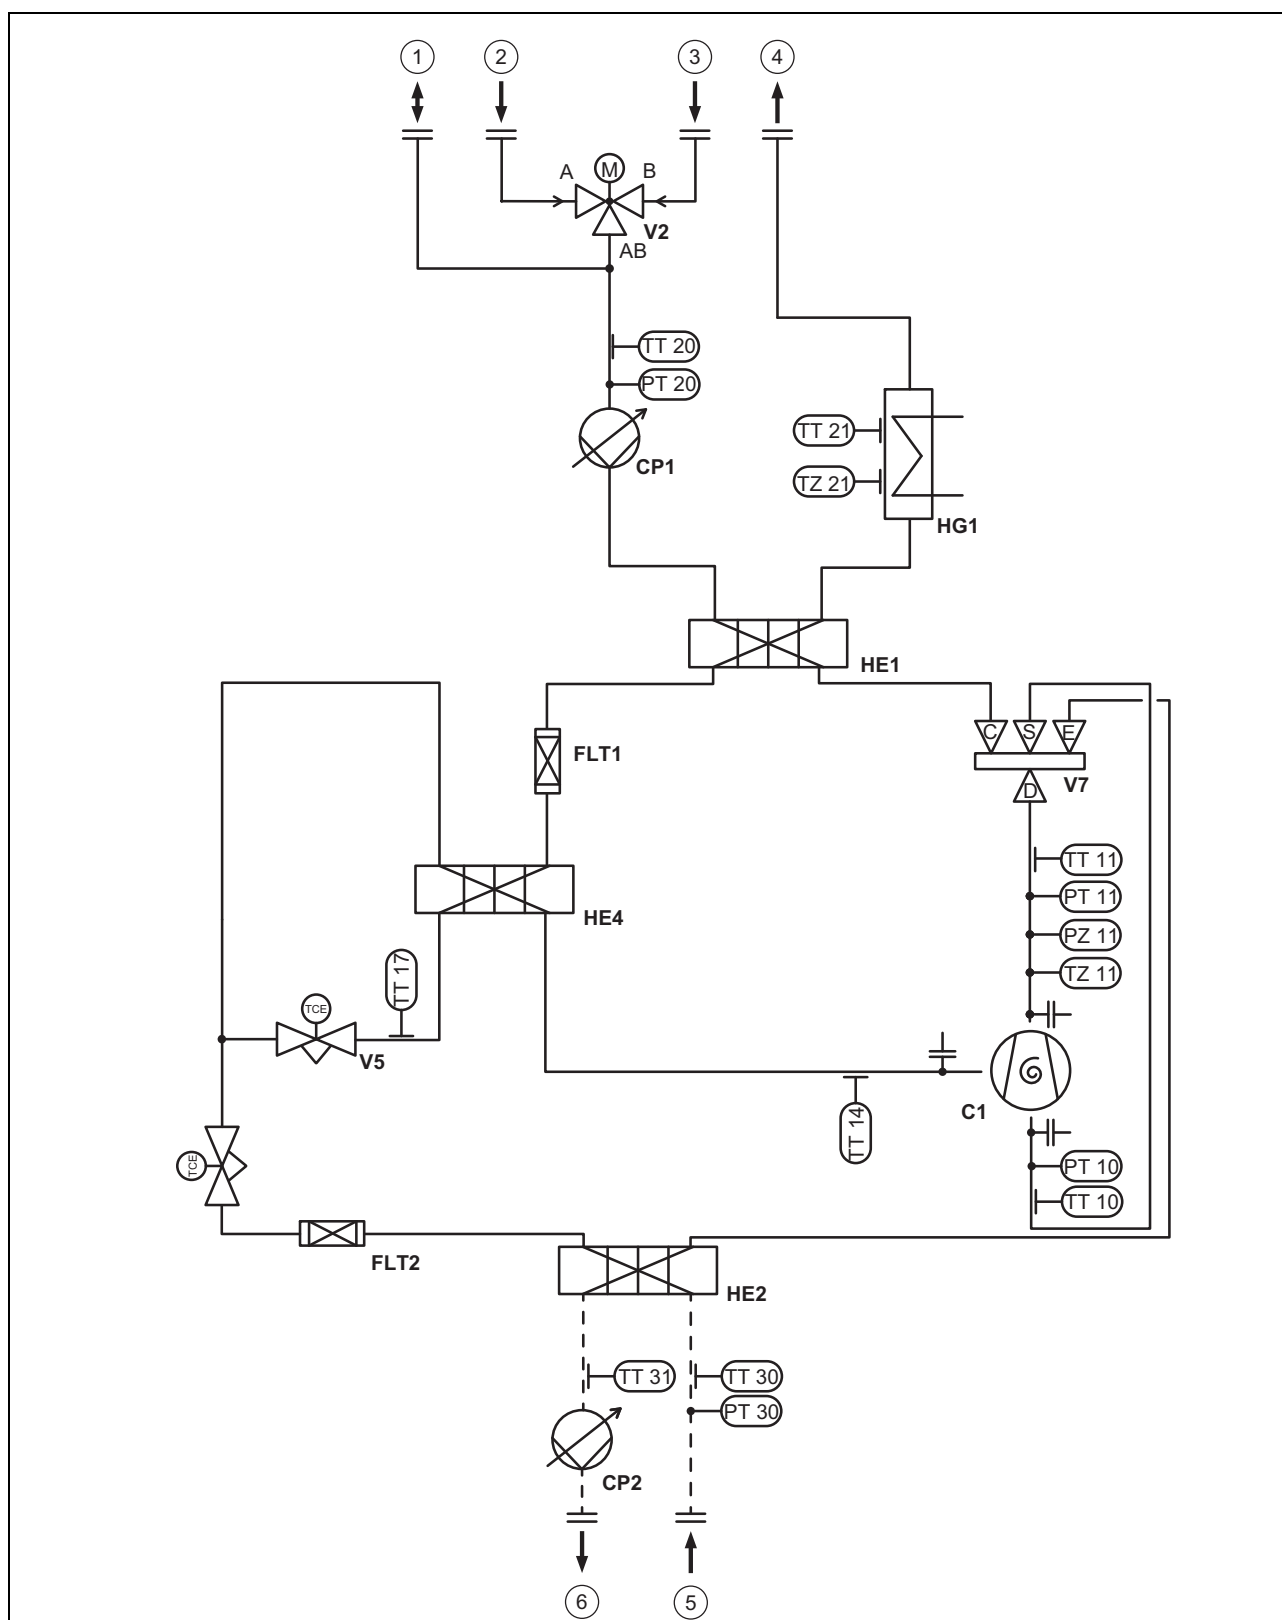 1
2
3
4
A
M
B
V2
AB
TT 20
PT 20
CP1
TT 21
TZ 21
HG1
HE1
C
S
E
V7
D
FLT1
TT 11
PT 11
PZ 11
TZ 11
HE4
TT 17
TCE
V5
TT 14
C1
TCE
PT 10
TT 10
FLT2
HE2
TT 31
TT 30
PT 30
CP2
6
5